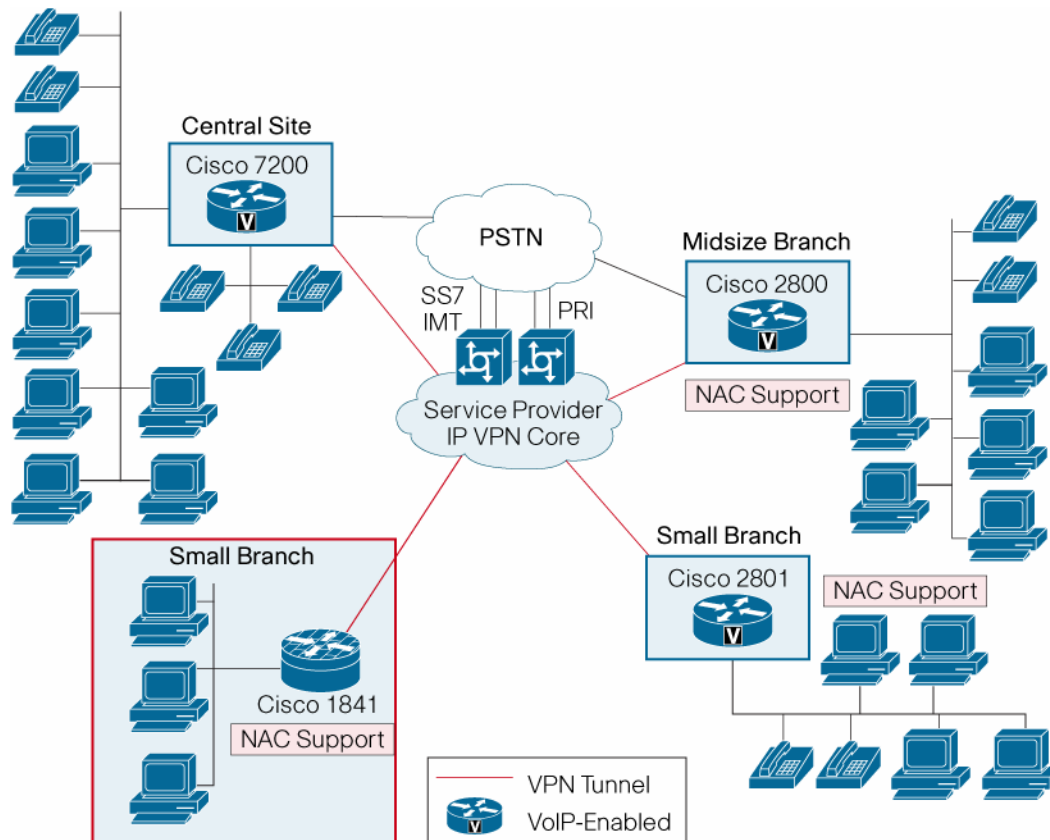 Central Site
Cisco 7200
V
PSTN
SS7
IMT
PRI
Midsize Branch
Cisco 2800
V
NAC Support
Service Provider
IP VPN Core
Small Branch
Cisco 1841
NAC Support
Small Branch
Cisco 2801
V
NAC Support
VPN Tunnel
V
VoIP-Enabled